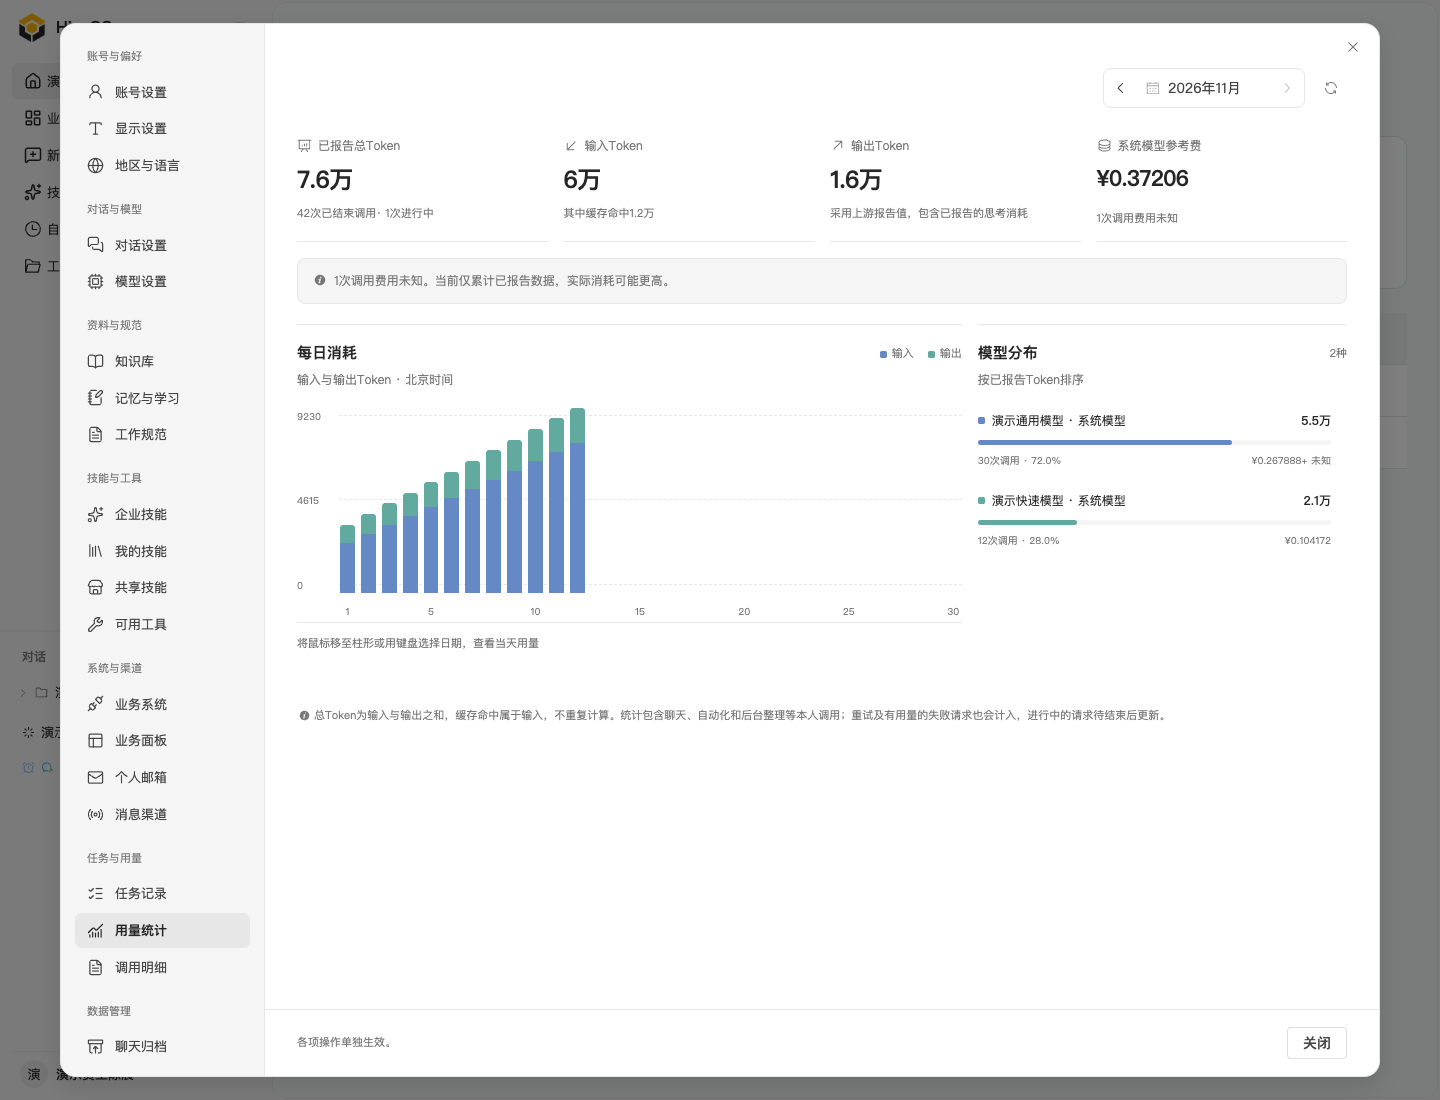 账号与偏好
账号设置
显示设置
地区与语言
对话与模型
对话设置
模型设置
资料与规范
知识库
记忆与学习
工作规范
技能与工具
企业技能
我的技能
共享技能
可用工具
系统与渠道
业务系统
业务面板
个人邮箱
消息渠道
任务与用量
任务记录
用量统计
调用明细
数据管理
聊天归档
对话
演
2026年11月
已报告总Token
7.6万
42次已结束调用 · 1次进行中
输入Token
6万
其中缓存命中1.2万
输出Token
1.6万
采用上游报告值，包含已报告的思考消耗
系统模型参考费
¥0.37206
1次调用费用未知
1次调用费用未知。当前仅累计已报告数据，实际消耗可能更高。
每日消耗
输入 输出
输入与输出Token · 北京时间
9230
4615
0
1 5 10 15 20 25 30
将鼠标移至柱形或用键盘选择日期，查看当天用量
模型分布 2种
按已报告Token排序
演示通用模型 · 系统模型 5.5万
30次调用 · 72.0% ¥0.267888+ 未知
演示快速模型 · 系统模型 2.1万
12次调用 · 28.0% ¥0.104172
总Token为输入与输出之和，缓存命中属于输入，不重复计算。统计包含聊天、自动化和后台整理等本人调用；重试及有用量的失败请求也会计入，进行中的请求待结束后更新。
各项操作单独生效。
关闭